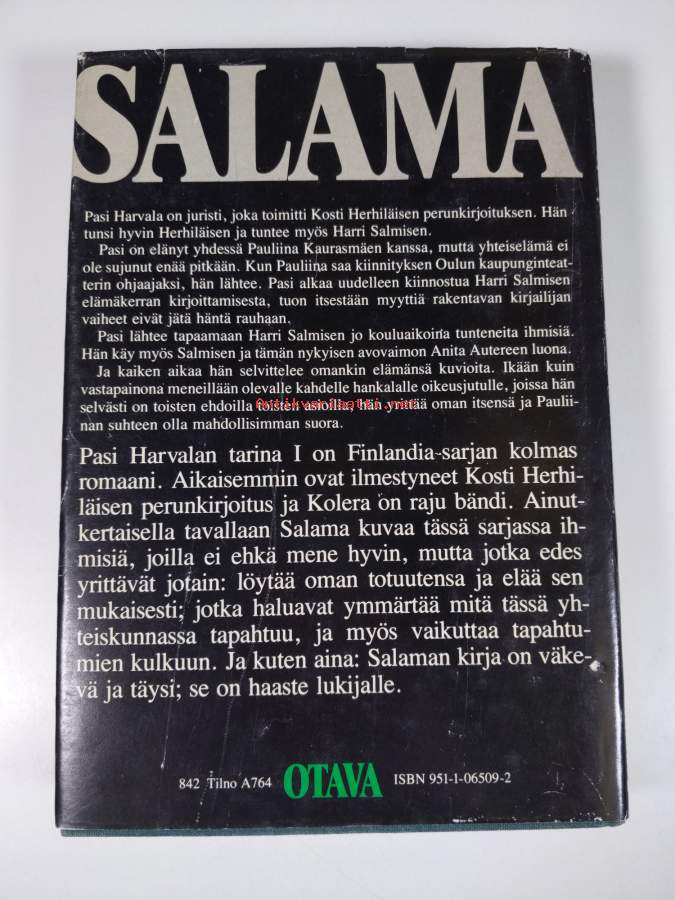 SALAMA
Pasi Harvala on juristi, joka toimitti Kosti Herhiläisen perunkirjoituksen. Hän
tunsi hyvin Herhiläisen ja tuntee myös Harri Salmisen.
Pasi on elänyt yhdessä Pauliina Kaurasmäen kanssa, mutta yhteiselämä ei
ole sujunut enää pitkään. Kun Pauliina saa kiinnityksen Oulun kaupunginteat-
terin ohjaajaksi, hän lähtee. Pasi alkaa uudelleen kiinnostua Harri Salmisen
elämäkerran kirjoittamisesta, tuon itsestään myyttiä rakentavan kirjailijan
vaiheet eivät jätä häntä rauhaan.
Pasi lähtee tapaamaan Harri Salmisen jo kouluaikoina tunteneita ihmisiä.
Hän käy myös Salmisen ja tämän nykyisen avovaimon Anita Autereen luona.
Ja kaiken aikaa hän selvittelee omankin elämänsä kuvioita. Ikään kuin
vastapainona meneillään olevalle kahdelle hankalalle oikeusjutulle, joissa hän
selvästi on toisten ehdoilla toisten asioilla, hän yrittää oman itsensä ja Paulii-
nan suhteen olla mahdollisimman suora.
Antikvariaatti.net
Pasi Harvalan tarina I on Finlandia-sarjan kolmas
romaani. Aikaisemmin ovat ilmestyneet Kosti Herhi-
läisen perunkirjoitus ja Kolera on raju bändi. Ainut-
kertaisella tavallaan Salama kuvaa tässä sarjassa ih-
misiä, joilla ei ehkä mene hyvin, mutta jotka edes
yrittävät jotain: löytää oman totuutensa ja elää sen
mukaisesti; jotka haluavat ymmärtää mitä tässä yh-
teiskunnassa tapahtuu, ja myös vaikuttaa tapahtu-
mien kulkuun. Ja kuten aina: Salaman kirja on väke-
vä ja täysi; se on haaste lukijalle.
842 Tilno A764 OTAVA ISBN 951-1-06509-2